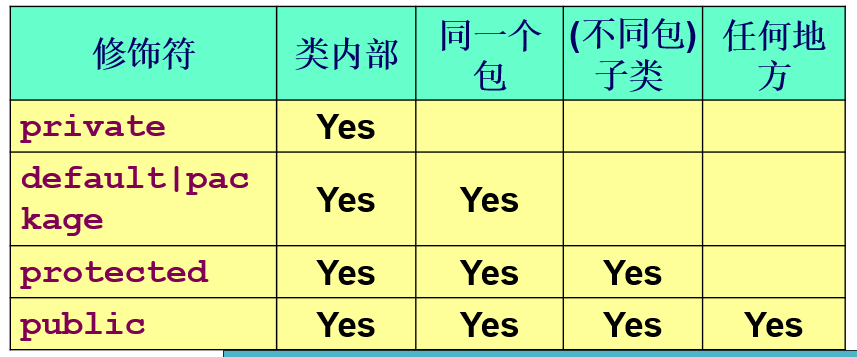 修饰符 类内部 同一个包 (不同包)子类 任何地方
private Yes
default|package Yes Yes
protected Yes Yes Yes
public Yes Yes Yes Yes